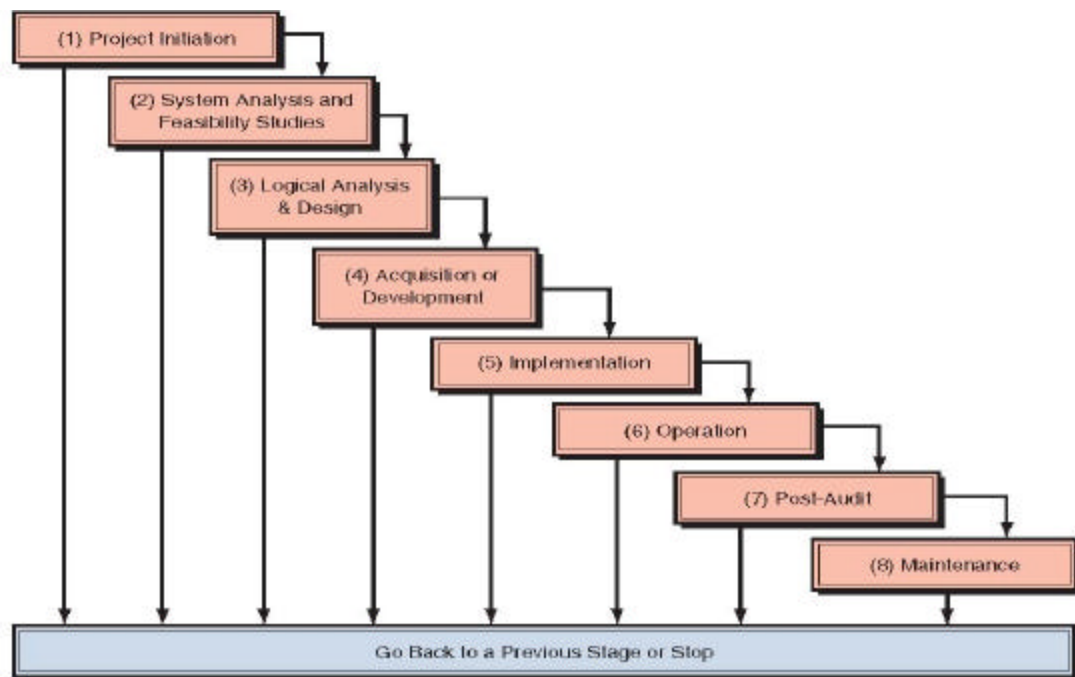 (1) Project Initiation
(2) System Analysis and
Feasibility Studies
(3) Logical Analysis
& Design
(4) Acquisition or
Development
(5) Implementation
(6) Operation
(7) Post-Audit
(8) Maintenance
Go Back to a Previous Stage or Stop